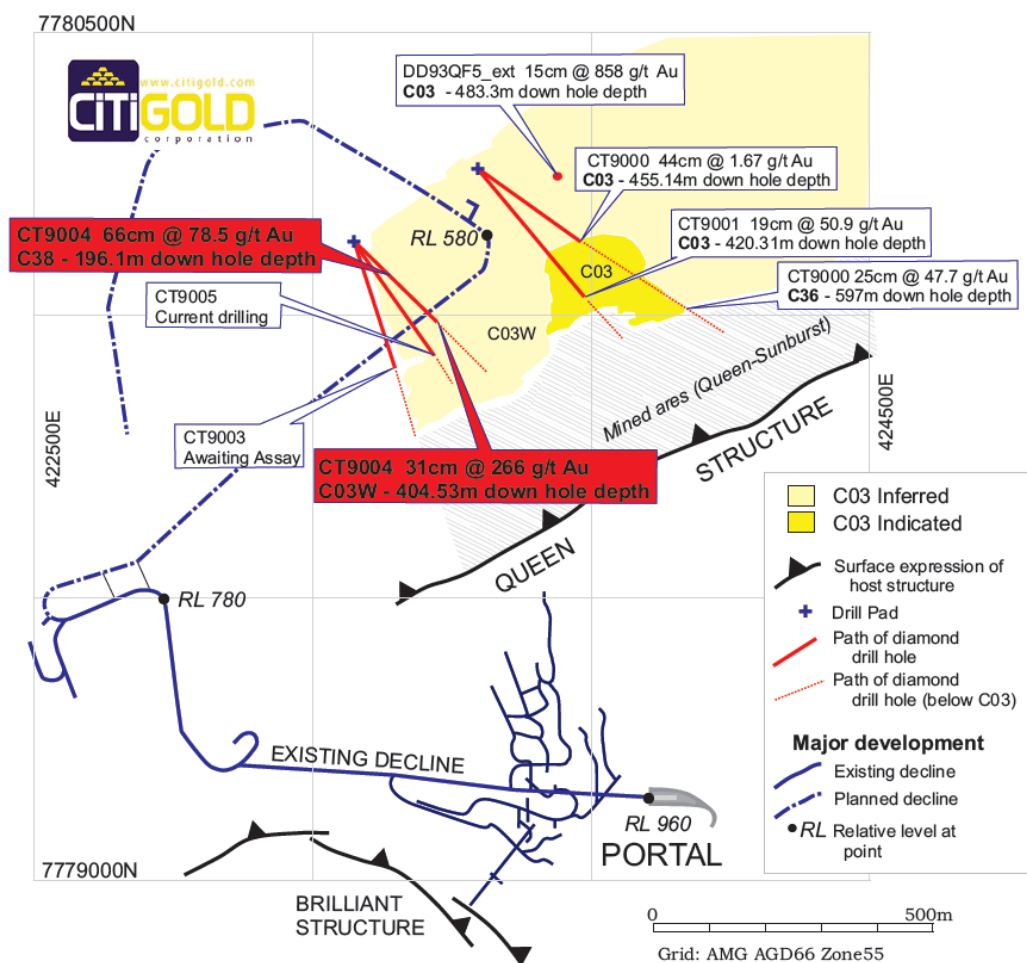 7780500N
www.citigold.com
CITIGOLD
corporation
DD93QF5_ext 15cm @ 858 g/t Au
C03 - 483.3m down hole depth
CT9000 44cm @ 1.67 g/t Au
C03 - 455.14m down hole depth
CT9001 19cm @ 50.9 g/t Au
C03 - 420.31m down hole depth
CT9000 25cm @ 47.7 g/t Au
C36 - 597m down hole depth
CT9004 66cm @ 78.5 g/t Au
C38 - 196.1m down hole depth
RL 580
C03
CT9005
Current drilling
C03W
Mined ares (Queen-Sunburst)
422500E
424500E
CT9003
Awaiting Assay
CT9004 31cm @ 266 g/t Au
C03W - 404.53m down hole depth
QUEEN
STRUCTURE
C03 Inferred
C03 Indicated
Surface expression of
host structure
Drill Pad
Path of diamond
drill hole
Path of diamond
drill hole (below C03)
Major development
Existing decline
Planned decline
RL Relative level at
point
RL 780
EXISTING DECLINE
RL 960
PORTAL
7779000N
BRILLIANT
STRUCTURE
0 500m
Grid: AMG AGD66 Zone55